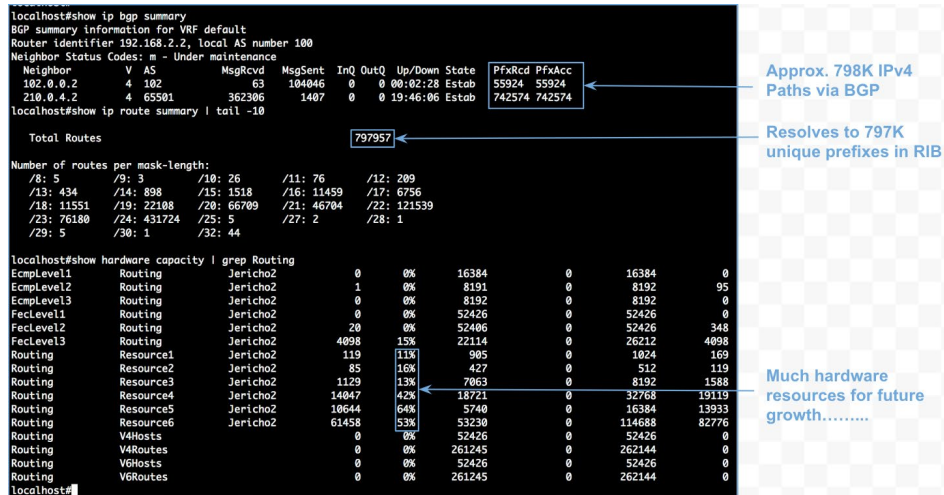 localhost#show ip bgp summary
BGP summary information for VRF default
Router identifier 192.168.2.2, local AS number 100
Neighbor Status Codes: m - Under maintenance
Neighbor V AS MsgRcvd MsgSent InQ OutQ Up/Down State PfxRcd PfxAcc
102.0.0.2 4 102 63 104046 0 0 00:02:28 Estab 55924 55924
210.0.4.2 4 65501 362306 1407 0 0 19:46:06 Estab 742574 742574
Approx. 798K IPv4
Paths via BGP
localhost#show ip route summary | tail -10
Total Routes 797957
Resolves to 797K
unique prefixes in RIB
Number of routes per mask-length:
/8: 5 /9: 3 /10: 26 /11: 76 /12: 209
/13: 434 /14: 898 /15: 1518 /16: 11459 /17: 6756
/18: 11551 /19: 22108 /20: 66709 /21: 46704 /22: 121539
/23: 76180 /24: 431724 /25: 5 /27: 2 /28: 1
/29: 5 /30: 1 /32: 44
localhost#show hardware capacity | grep Routing
EcmpLevel1 Routing Jericho2 0 0% 16384 0 16384 0
EcmpLevel2 Routing Jericho2 1 0% 8191 0 8192 95
EcmpLevel3 Routing Jericho2 0 0% 8192 0 8192 0
FecLevel1 Routing Jericho2 0 0% 52426 0 52426 0
FecLevel2 Routing Jericho2 20 0% 52406 0 52426 348
FecLevel3 Routing Jericho2 4098 15% 22114 0 26212 4098
Routing Resource1 Jericho2 119 11% 905 0 1024 169
Routing Resource2 Jericho2 85 16% 427 0 512 119
Routing Resource3 Jericho2 1129 13% 7063 0 8192 1588
Routing Resource4 Jericho2 14047 42% 18721 0 32768 19119
Routing Resource5 Jericho2 10644 64% 5740 0 16384 13933
Routing Resource6 Jericho2 61458 53% 53230 0 114688 82776
Much hardware
resources for future
growth……...
Routing V4Hosts 0 0% 52426 0 52426 0
Routing V4Routes 0 0% 261245 0 262144 0
Routing V6Hosts 0 0% 52426 0 52426 0
Routing V6Routes 0 0% 261245 0 262144 0
localhost#